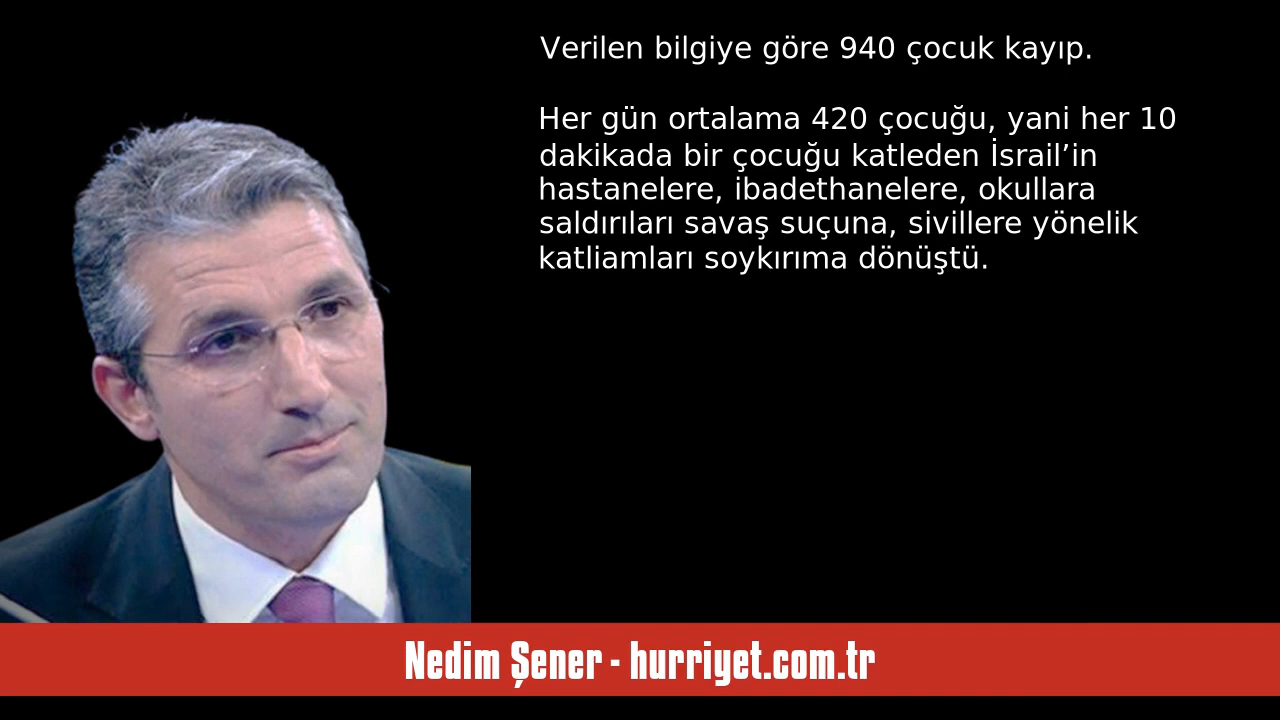 Verilen bilgiye göre 940 çocuk kayıp.
Her gün ortalama 420 çocuğu, yani her 10
dakikada bir çocuğu katleden İsrail’in
hastanelere, ibadethanelere, okullara
saldırıları savaş suçuna, sivillere yönelik
katliamları soykırıma dönüştü.
Nedim Şener - hurriyet.com.tr